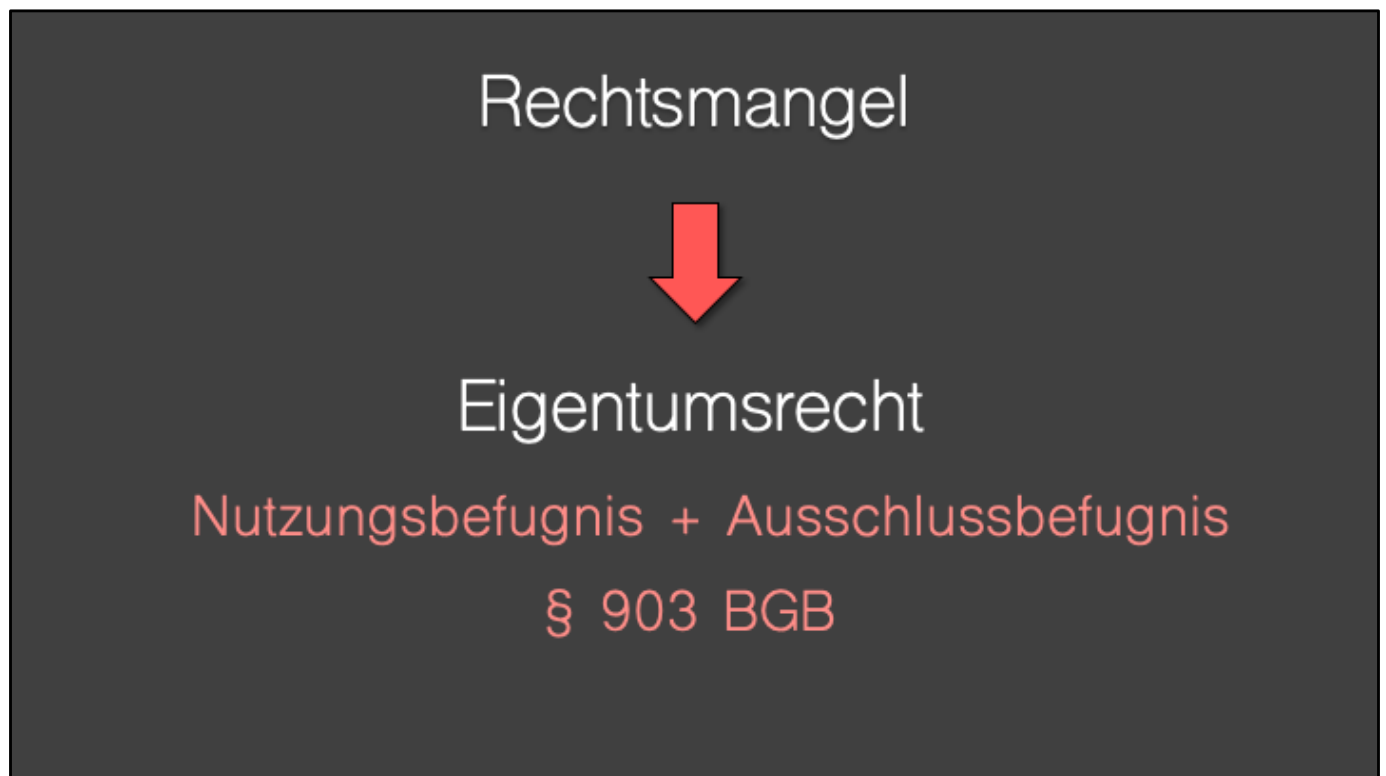 Rechtsmangel
Eigentumsrecht
Nutzungsbefugnis + Ausschlussbefugnis
§ 903 BGB